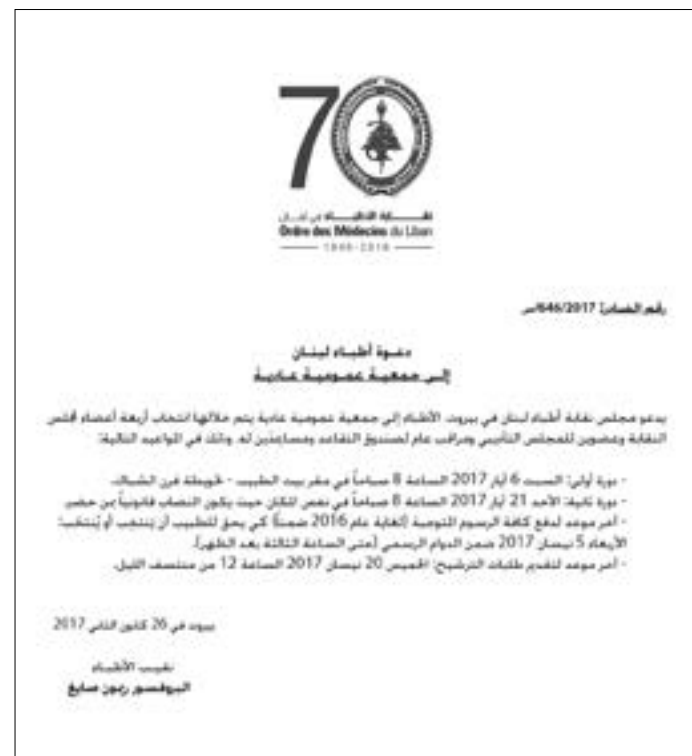 70
نقابة الأطباء في لبنان
Ordre des Médecins du Liban
1946-2016
رقم الصادر: 646/2017/س
دعوة أطباء لبنان
إلى جمعية عمومية عادية
يدعو مجلس نقابة أطباء لبنان في بيروت، الأطباء إلى جمعية عمومية عادية يتم خلالها انتخاب أربعة أعضاء لمجلس
النقابة وعضوين للمجلس التأديبي ومراقب عام لصندوق التقاعد ومساعدين له، وذلك في المواعيد التالية:
- دورة أولى: السبت 6 أيار 2017 الساعة 8 صباحاً في مقر بيت الطبيب - فرن الشباك.
- دورة ثانية: الأحد 21 أيار 2017 الساعة 8 صباحاً في نفس المكان حيث يكون النصاب قانونياً بمن حضر.
- آخر موعد لدفع كافة الرسوم المتوجبة (لغاية عام 2016 ضمناً) كي يحق للطبيب أن يَنتخِب أو يُنتخَب:
الأربعاء 5 نيسان 2017 ضمن الدوام الرسمي (حتى الساعة الثالثة بعد الظهر).
- آخر موعد لتقديم طلبات الترشيح: الخميس 20 نيسان 2017 الساعة 12 من منتصف الليل.
بيروت في 26 كانون الثاني 2017
نقيب الأطباء
البروفسور ريمون صايغ